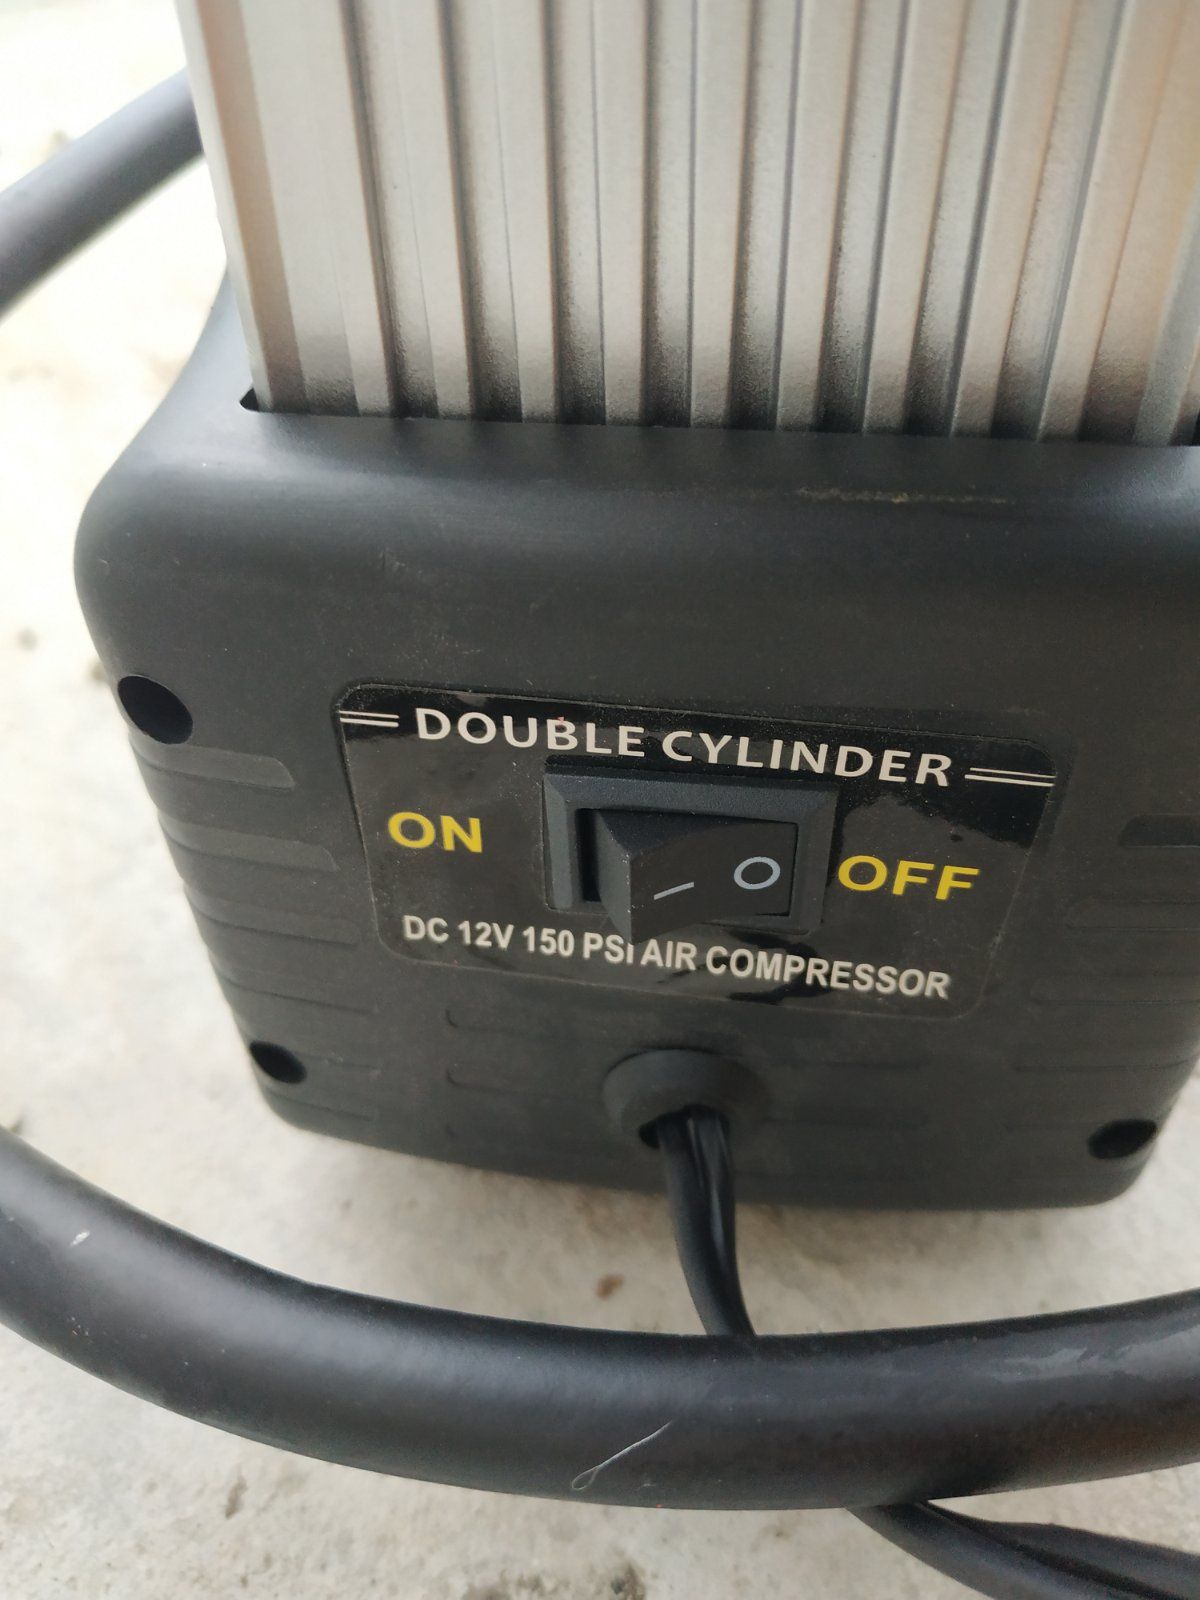 DOUBLE CYLINDER
ON
OFF
DC 12V 150 PSI AIR COMPRESSOR